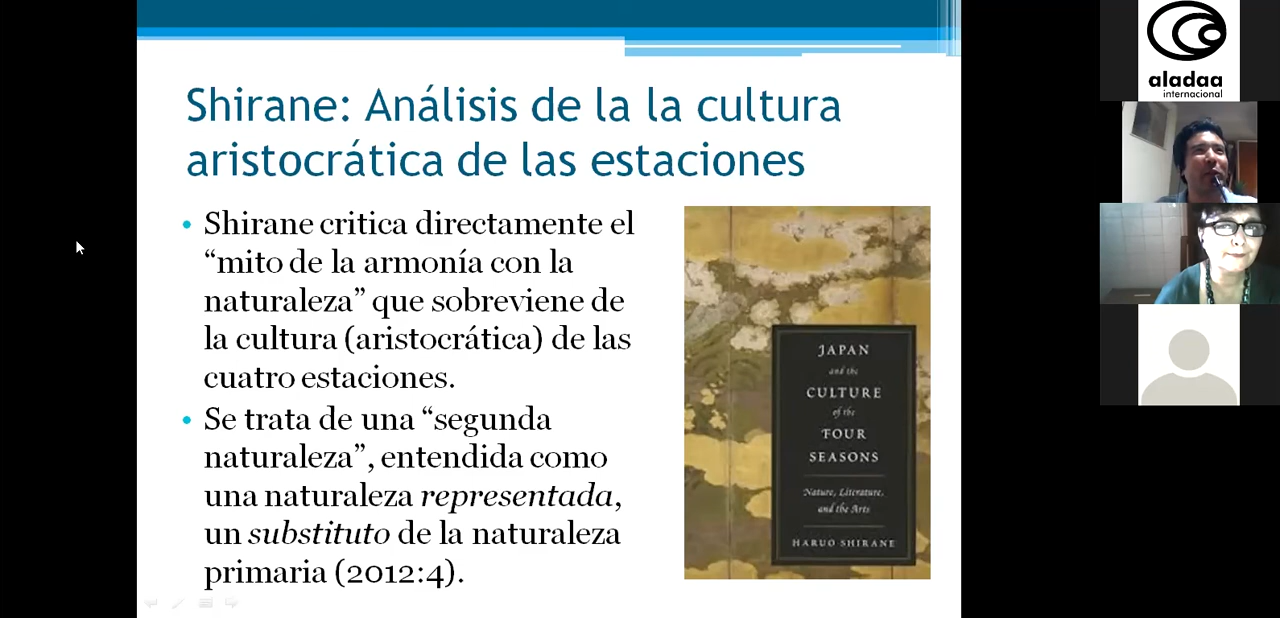 Shirane: Análisis de la la cultura
aristocrática de las estaciones
• Shirane critica directamente el
“mito de la armonía con la
naturaleza” que sobreviene de
la cultura (aristocrática) de las
cuatro estaciones.
• Se trata de una “segunda
naturaleza”, entendida como
una naturaleza representada,
un substituto de la naturaleza
primaria (2012:4).
JAPAN
and the
CULTURE
of the
FOUR
SEASONS
Nature, Literature,
and the Arts
HARUO SHIRANE
aladaa
internacional